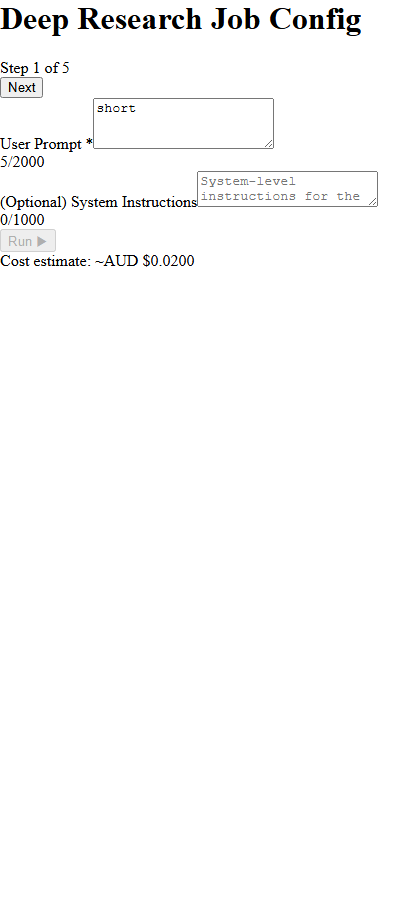 Deep Research Job Config
Step 1 of 5
Next
short
User Prompt *
5/2000
System-level
instructions for the
(Optional) System Instructions
0/1000
Run ▶
Cost estimate: ~AUD $0.0200